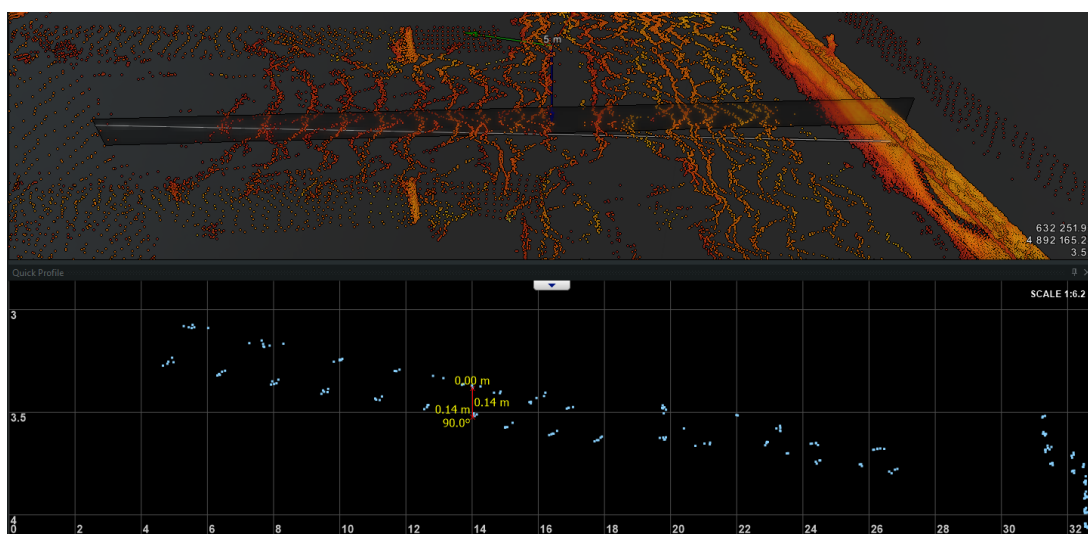 5 m
632 251.9
4 892 165.2
3.5
Quick Profile
SCALE 1:6.2
3
0.00 m
0.14 m
0.14 m
3.5
90.0°
4
0 2 4 6 8 10 12 14 16 18 20 22 24 26 28 30 32